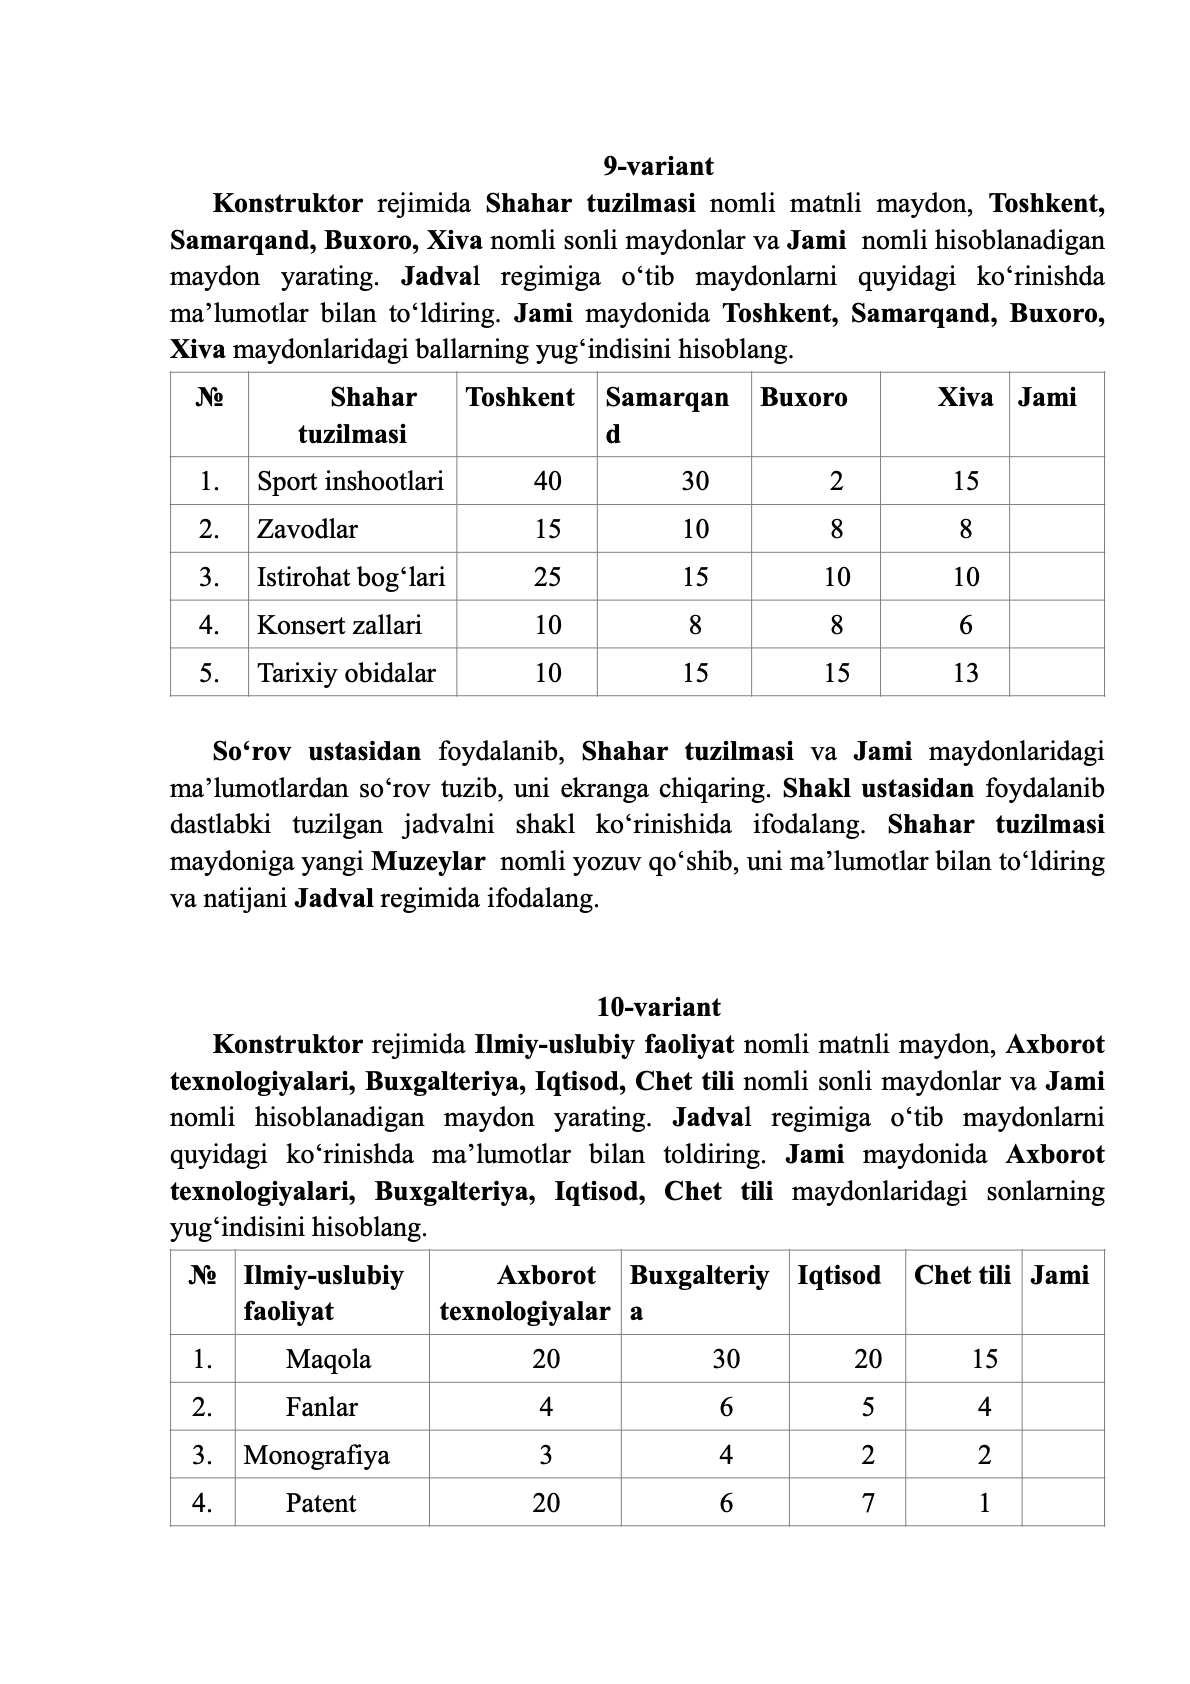 9-variant
Konstruktor rejimida Shahar tuzilmasi nomli matnli maydon, Toshkent,
Samarqand, Buxoro, Xiva nomli sonli maydonlar va Jami nomli hisoblanadigan
maydon yarating. Jadval regimiga o‘tib maydonlarni quyidagi ko‘rinishda
ma’lumotlar bilan to‘ldiring. Jami maydonida Toshkent, Samarqand, Buxoro,
Xiva maydonlaridagi ballarning yug‘indisini hisoblang.
№ Shahar Toshkent Samarqan Buxoro Xiva Jami
tuzilmasi d
1. Sport inshootlari 40 30 2 15
2. Zavodlar 15 10 8 8
3. Istirohat bog‘lari 25 15 10 10
4. Konsert zallari 10 8 8 6
5. Tarixiy obidalar 10 15 15 13
So‘rov ustasidan foydalanib, Shahar tuzilmasi va Jami maydonlaridagi
ma’lumotlardan so‘rov tuzib, uni ekranga chiqaring. Shakl ustasidan foydalanib
dastlabki tuzilgan jadvalni shakl ko‘rinishida ifodalang. Shahar tuzilmasi
maydoniga yangi Muzeylar nomli yozuv qo‘shib, uni ma’lumotlar bilan to‘ldiring
va natijani Jadval regimida ifodalang.
10-variant
Konstruktor rejimida Ilmiy-uslubiy faoliyat nomli matnli maydon, Axborot
texnologiyalari, Buxgalteriya, Iqtisod, Chet tili nomli sonli maydonlar va Jami
nomli hisoblanadigan maydon yarating. Jadval regimiga o‘tib maydonlarni
quyidagi ko‘rinishda ma’lumotlar bilan toldiring. Jami maydonida Axborot
texnologiyalari, Buxgalteriya, Iqtisod, Chet tili maydonlaridagi sonlarning
yug‘indisini hisoblang.
№ Ilmiy-uslubiy Axborot Buxgalteriy Iqtisod Chet tili Jami
faoliyat texnologiyalar a
1. Maqola 20 30 20 15
2. Fanlar 4 6 5 4
3. Monografiya 3 4 2 2
4. Patent 20 6 7 1